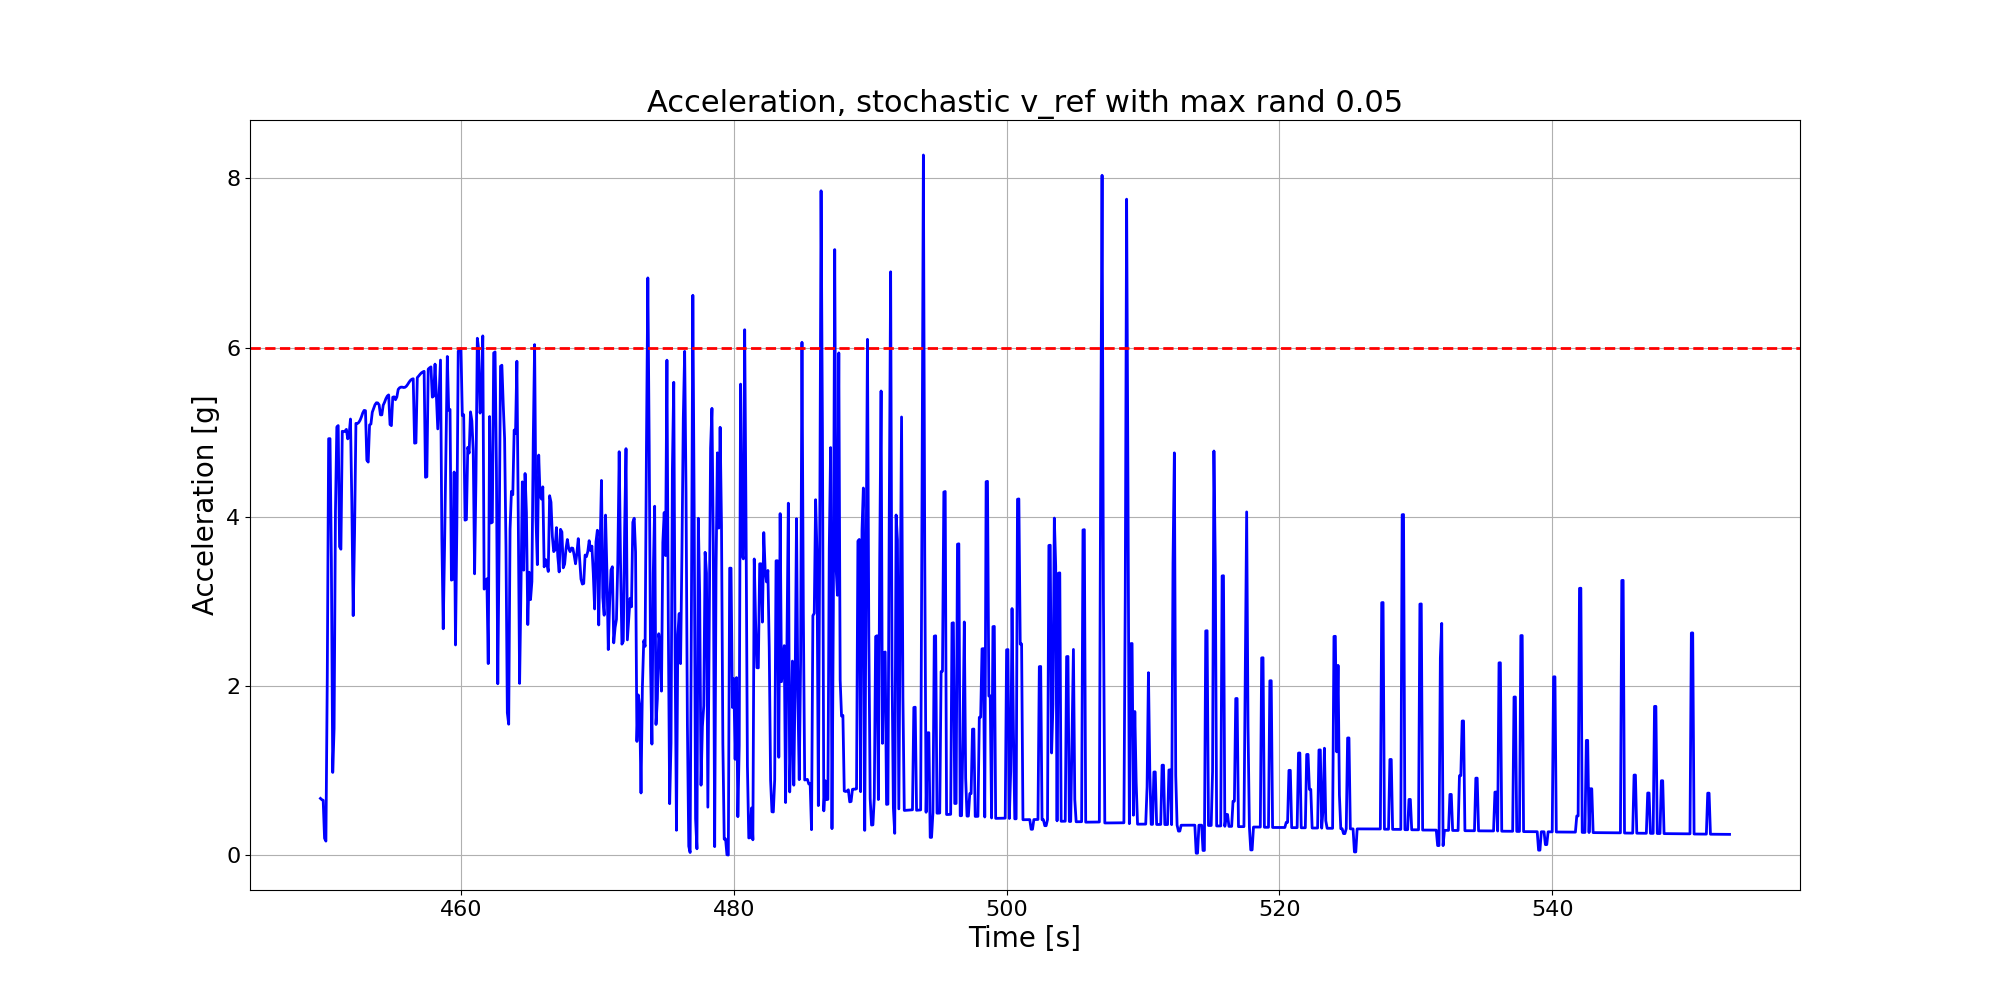 Acceleration, stochastic v_ref with max rand 0.05
8
6
4
2
0
Acceleration [g]
460 480 500 520 540
Time [s]